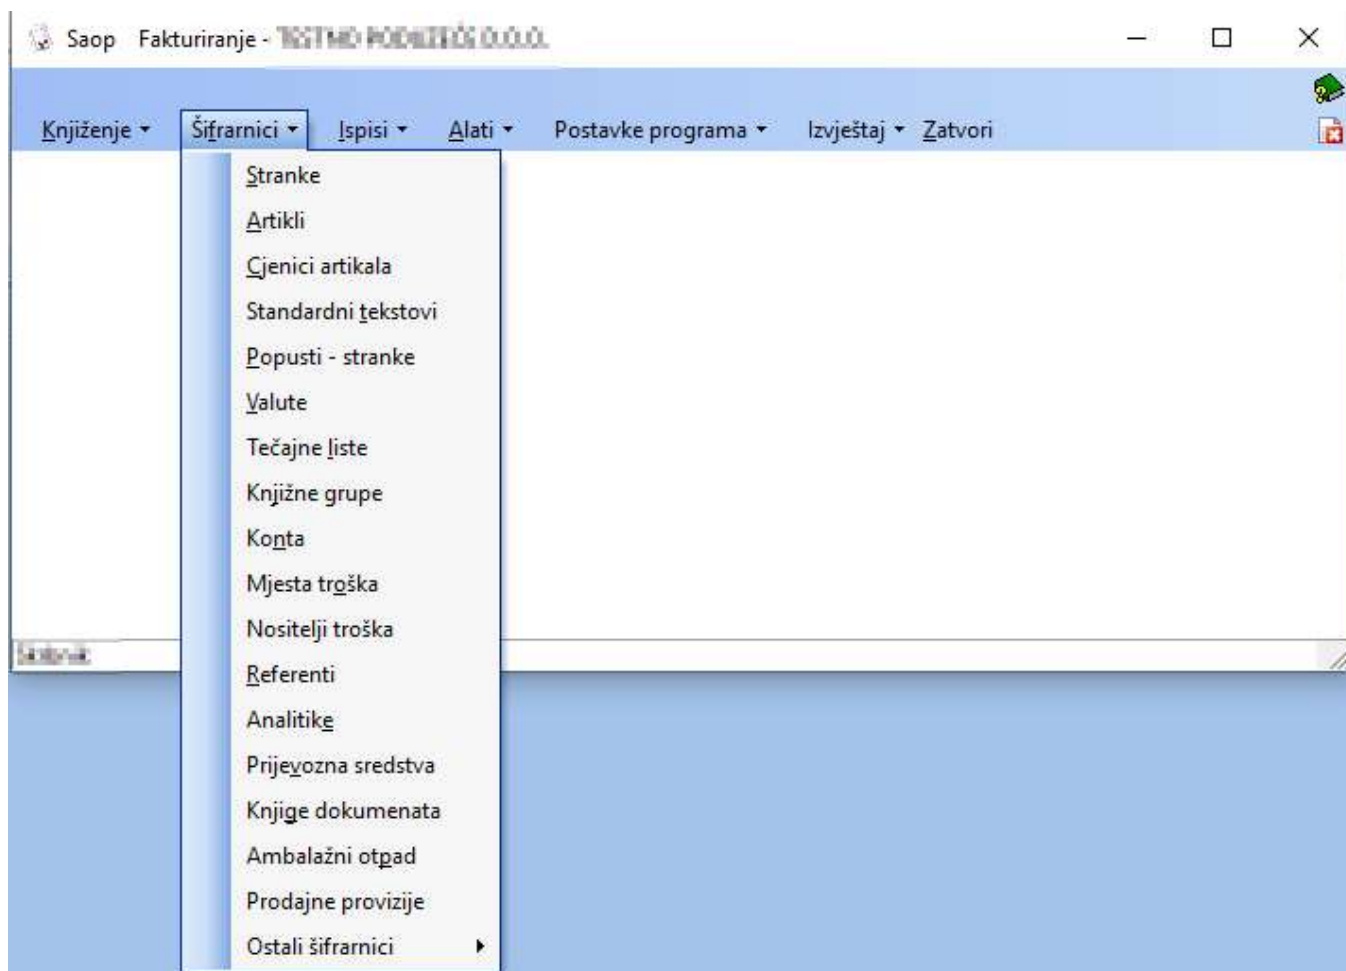 Saop Fakturiranje -
Knjiženje Šifrarnici Ispisi Alati Postavke programa Izvještaj Zatvori
Stranke
Artikli
Cjenici artikala
Standardni tekstovi
Popusti - stranke
Valute
Tečajne liste
Knjižne grupe
Konta
Mjesta troška
Nositelji troška
Referenti
Analitike
Prijevozna sredstva
Knjige dokumenata
Ambalažni otpad
Prodajne provizije
Ostali šifrarnici